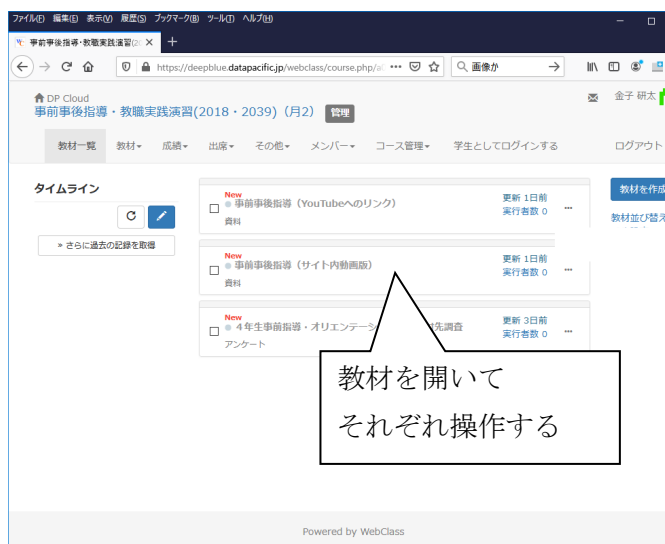 ファイル(F) 編集(E) 表示(V) 履歴(S) ブックマーク(B) ツール(T) ヘルプ(H)
事前事後指導・教職実践演習(20
https://deepblue.datapacific.jp/webclass/course.php/a
画像か
DP Cloud
事前事後指導・教職実践演習(2018・2039)(月2) 管理
金子 研太
教材一覧 教材 成績 出席 その他 メンバー コース管理 学生としてログインする ログアウト
タイムライン
» さらに過去の記録を取得
New
事前事後指導(YouTubeへのリンク)
資料
更新 1日前
実行者数 0
New
事前事後指導(サイト内動画版)
資料
更新 1日前
実行者数 0
New
4年生事前指導・オリエンテーシ
先調査
アンケート
更新 3日前
実行者数 0
教材を作成
教材並び替え
教材を開いて
それぞれ操作する
Powered by WebClass